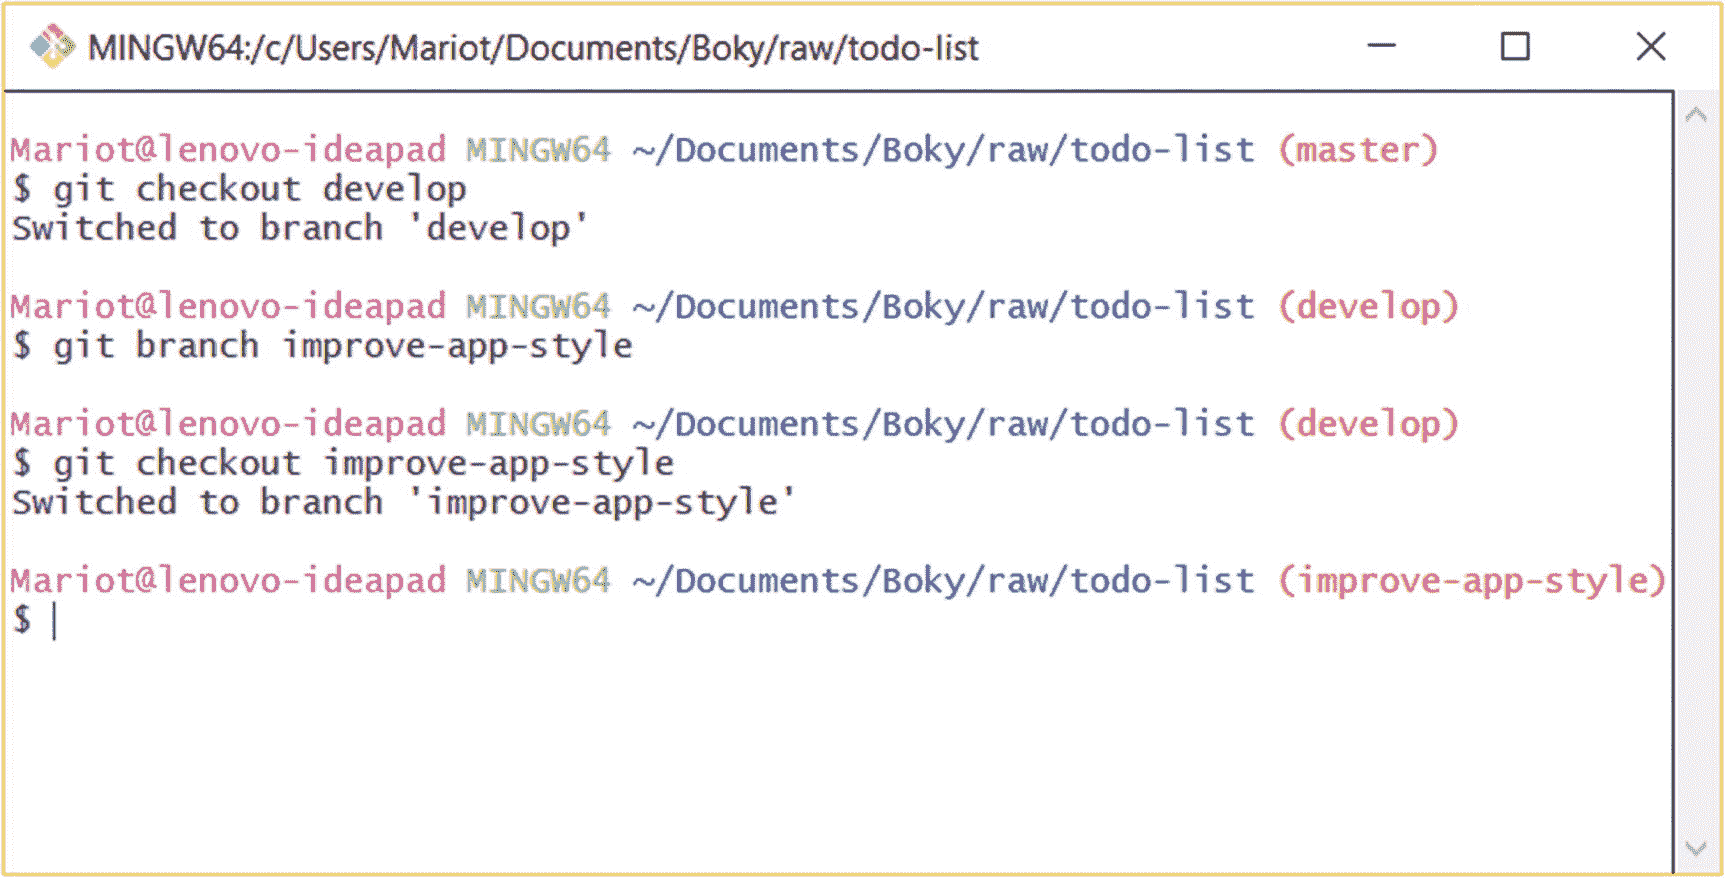 MINGW64:/c/Users/Mariot/Documents/Boky/raw/todo-list
Mariot@lenovo-ideapad MINGW64 ~/Documents/Boky/raw/todo-list (master)
$ git checkout develop
Switched to branch 'develop'
Mariot@lenovo-ideapad MINGW64 ~/Documents/Boky/raw/todo-list (develop)
$ git branch improve-app-style
Mariot@lenovo-ideapad MINGW64 ~/Documents/Boky/raw/todo-list (develop)
$ git checkout improve-app-style
Switched to branch 'improve-app-style'
Mariot@lenovo-ideapad MINGW64 ~/Documents/Boky/raw/todo-list (improve-app-style)
$